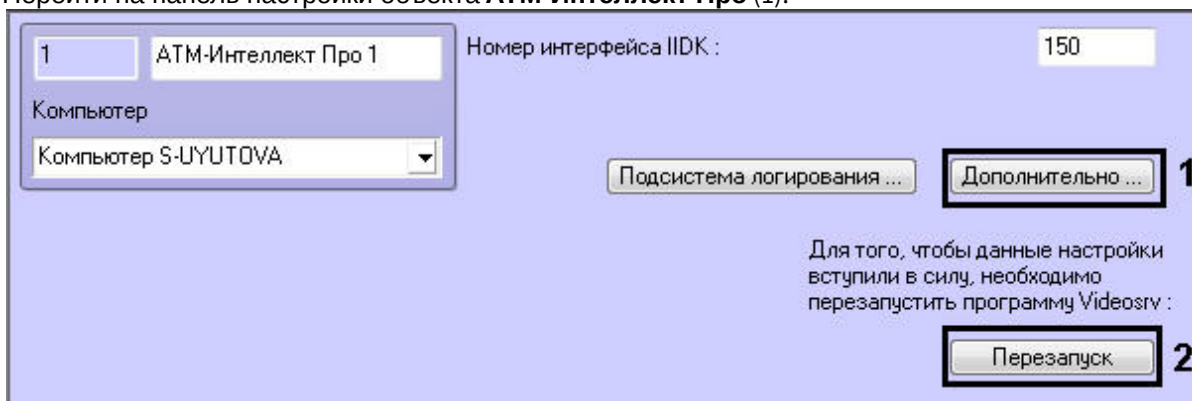 Перейти на панель настройки объекта АТМ-Интеллект Про (1).
1 АТМ-Интеллект Про 1
Номер интерфейса IIDK : 150
Компьютер
Компьютер S-UYUTOVA
Подсистема логирования ... Дополнительно ... 1
Для того, чтобы данные настройки
вступили в силу, необходимо
перезапустить программу Videosrv :
Перезапуск 2